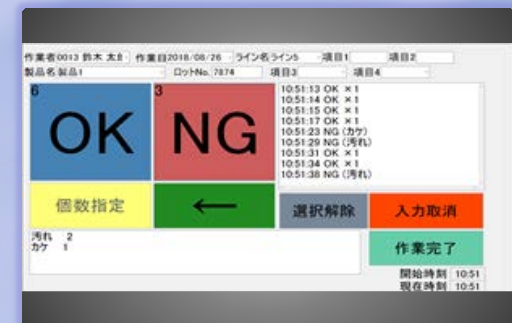 作業者 0013 鈴木 太郎 作業日 2018/08/26 ライン名 ライン5 項目1 項目2
製品名 製品1 ロットNo. 7874 項目3 項目4
6 OK
3 NG
10:51:13 OK ×1
10:51:14 OK ×1
10:51:15 OK ×1
10:51:17 OK ×1
10:51:23 NG (カケ)
10:51:29 NG (汚れ)
10:51:31 OK ×1
10:51:34 OK ×1
10:51:38 NG (汚れ)
個数指定 ← 選択解除 入力取消
汚れ 2
カケ 1
作業完了
開始時刻 10:51
現在時刻 10:51